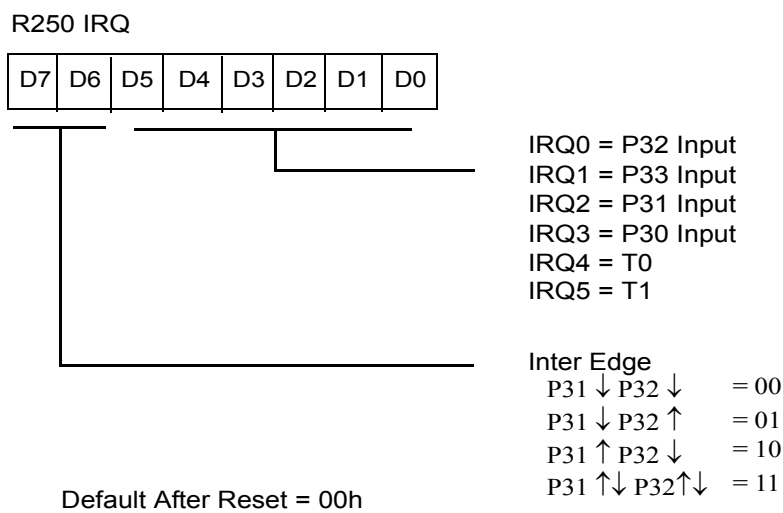 R250 IRQ
D7 D6 D5 D4 D3 D2 D1 D0
IRQ0 = P32 Input
IRQ1 = P33 Input
IRQ2 = P31 Input
IRQ3 = P30 Input
IRQ4 = T0
IRQ5 = T1
Inter Edge
P31 ↓ P32 ↓ = 00
P31 ↓ P32 ↑ = 01
P31 ↑ P32 ↓ = 10
P31 ↑↓ P32↑↓ = 11
Default After Reset = 00h